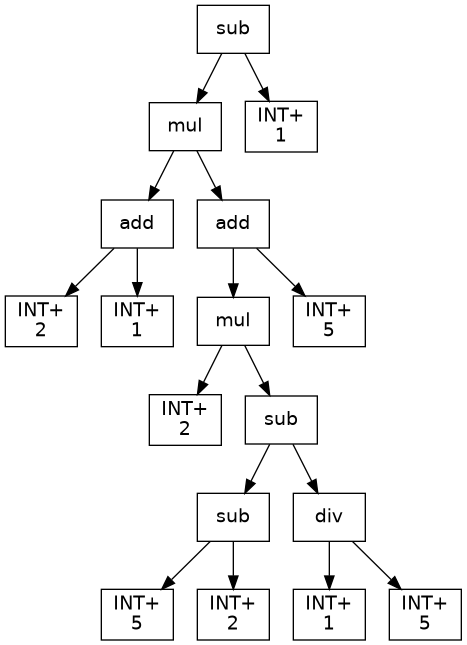 sub
mul
INT+
1
add
add
INT+
2
INT+
1
mul
INT+
5
INT+
2
sub
sub
div
INT+
5
INT+
2
INT+
1
INT+
5